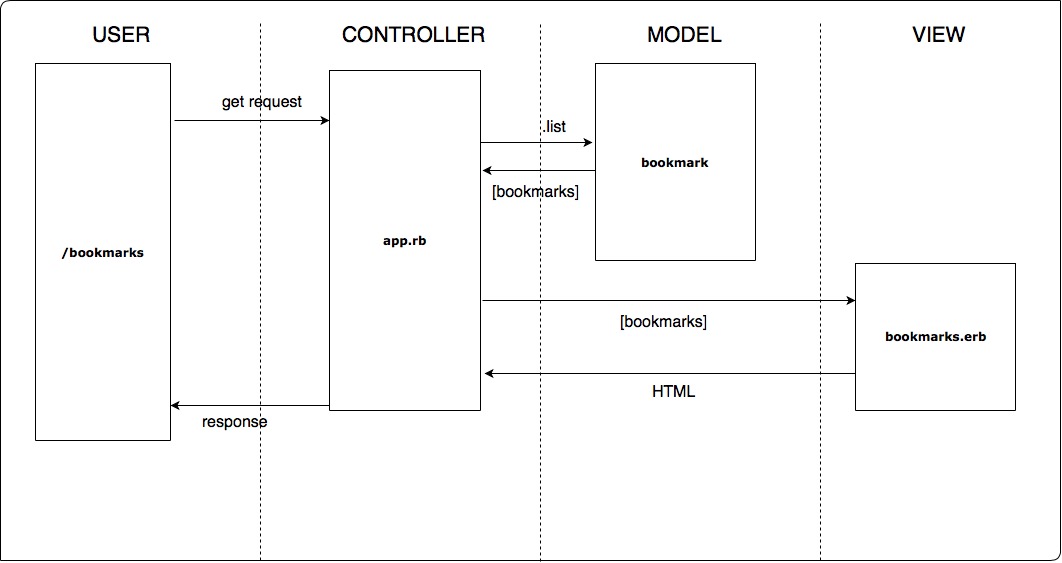 USER
CONTROLLER
MODEL
VIEW
get request
.list
bookmark
[bookmarks]
/bookmarks
app.rb
[bookmarks]
bookmarks.erb
HTML
response